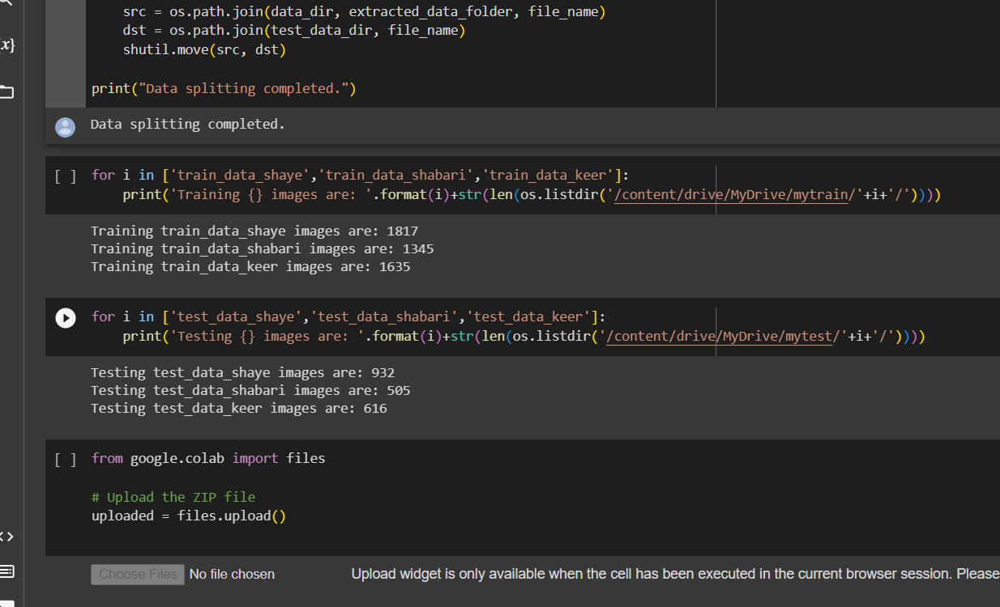 src = os.path.join(data_dir, extracted_data_folder, file_name)
dst = os.path.join(test_data_dir, file_name)
shutil.move(src, dst)
{x}
print("Data splitting completed.")
Data splitting completed.
[ ] for i in ['train_data_shaye','train_data_shabari','train_data_keer']:
print('Training {} images are: '.format(i)+str(len(os.listdir('/content/drive/MyDrive/mytrain/'+i+'/'))))
Training train_data_shaye images are: 1817
Training train_data_shabari images are: 1345
Training train_data_keer images are: 1635
for i in ['test_data_shaye','test_data_shabari','test_data_keer']:
print('Testing {} images are: '.format(i)+str(len(os.listdir('/content/drive/MyDrive/mytest/'+i+'/'))))
Testing test_data_shaye images are: 932
Testing test_data_shabari images are: 505
Testing test_data_keer images are: 616
[ ] from google.colab import files
# Upload the ZIP file
uploaded = files.upload()
<>
Choose Files No file chosen Upload widget is only available when the cell has been executed in the current browser session. Please